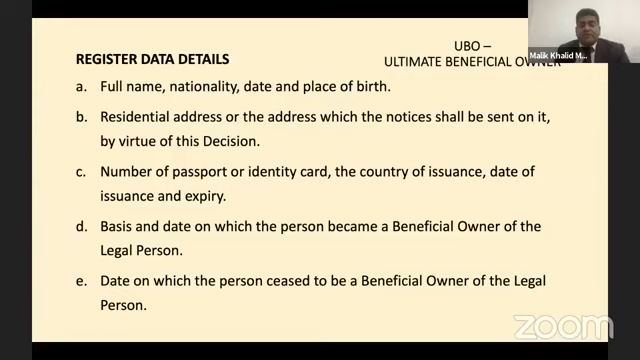 UBO –
REGISTER DATA DETAILS
ULTIMATE BENEFICIAL OWNER
Malik Khalid M...
a. Full name, nationality, date and place of birth.
b. Residential address or the address which the notices shall be sent on it,
by virtue of this Decision.
c. Number of passport or identity card, the country of issuance, date of
issuance and expiry.
d. Basis and date on which the person became a Beneficial Owner of the
Legal Person.
e. Date on which the person ceased to be a Beneficial Owner of the Legal
Person.
zoom